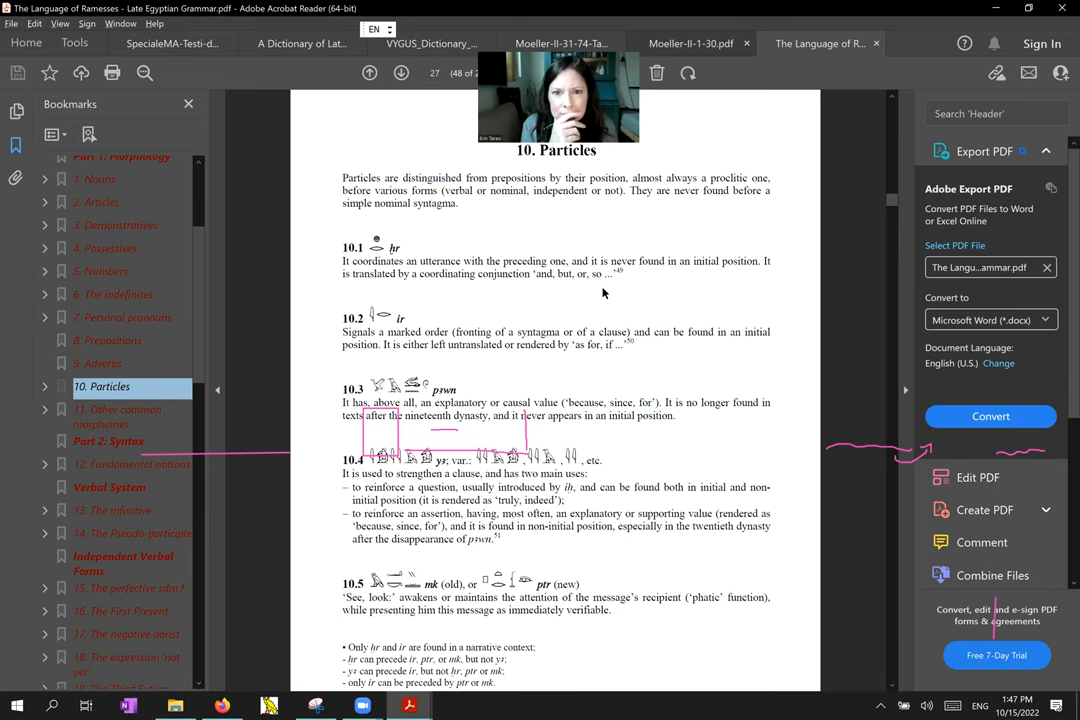 The Language of Ramesses - Late Egyptian Grammar.pdf - Adobe Acrobat Reader (64-bit)
File Edit View Sign Window Help
EN
Home Tools SpecialeMA-Testi-d... A Dictionary of Lat... VYGUS_Dictionary_... Moeller-II-31-74-Ta... Moeller-II-1-30.pdf The Language of R... Sign In
27 (48 of 2
Erin
Bookmarks
Part 1: Morphology
1. Nouns
2. Articles
3. Demonstratives
4. Possessives
5. Numbers
6. The indefinites
7. Personal pronouns
8. Prepositions
9. Adverbs
10. Particles
11. Other common
morphemes
Part 2: Syntax
12. Fundamental notions
Verbal System
13. The infinitive
14. The Pseudo-participle
Independent Verbal
Forms
15. The perfective sḏm.f
16. The First Present
17. The negative aorist
18. The expression ‘not
yet’
19. The Third Future
10. Particles
Particles are distinguished from prepositions by their position, almost always a proclitic one,
before various forms (verbal or nominal, independent or not). They are never found before a
simple nominal syntagma.
10.1 ḥr
It coordinates an utterance with the preceding one, and it is never found in an initial position. It
is translated by a coordinating conjunction ‘and, but, or, so ...’49
10.2 ir
Signals a marked order (fronting of a syntagma or of a clause) and can be found in an initial
position. It is either left untranslated or rendered by ‘as for, if ...’50
10.3 pꜣwn
It has, above all, an explanatory or causal value (‘because, since, for’). It is no longer found in
texts after the nineteenth dynasty, and it never appears in an initial position.
10.4 yꜣ, var.: , , etc.
It is used to strengthen a clause, and has two main uses:
– to reinforce a question, usually introduced by iḫ, and can be found both in initial and non-
initial position (it is rendered as ‘truly, indeed’);
– to reinforce an assertion, having, most often, an explanatory or supporting value (rendered as
‘because, since, for’), and it is found in non-initial position, especially in the twentieth dynasty
after the disappearance of pꜣwn.51
10.5 mk (old), or ptr (new)
‘See, look:’ awakens or maintains the attention of the message’s recipient (‘phatic’ function),
while presenting him this message as immediately verifiable.
▪ Only ḥr and ir are found in a narrative context;
- ḥr can precede ir, ptr, or mk, but not yꜣ;
- yꜣ can precede ir, but not ḥr, ptr or mk;
- only ir can be preceded by ptr or mk.
Search 'Header'
Export PDF
Adobe Export PDF
Convert PDF Files to Word
or Excel Online
Select PDF File
The Langu...ammar.pdf
Convert to
Microsoft Word (*.docx)
Document Language:
English (U.S.) Change
Convert
Edit PDF
Create PDF
Comment
Combine Files
Convert, edit and e-sign PDF
forms & agreements
Free 7-Day Trial
ENG
1:47 PM
10/15/2022